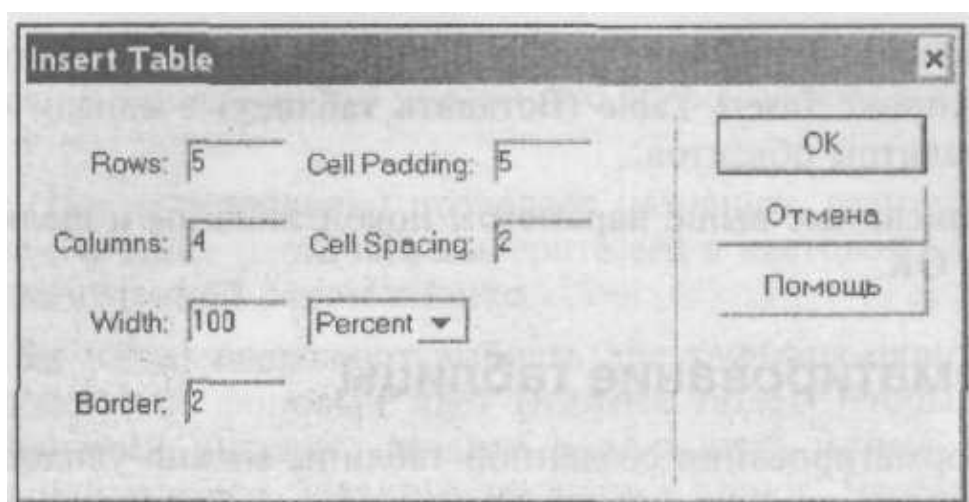 Insert Table
Rows: 5 Cell Padding: 5 OK
Columns: 4 Cell Spacing: 2 Отмена
Width: 100 Percent Помощь
Border: 2